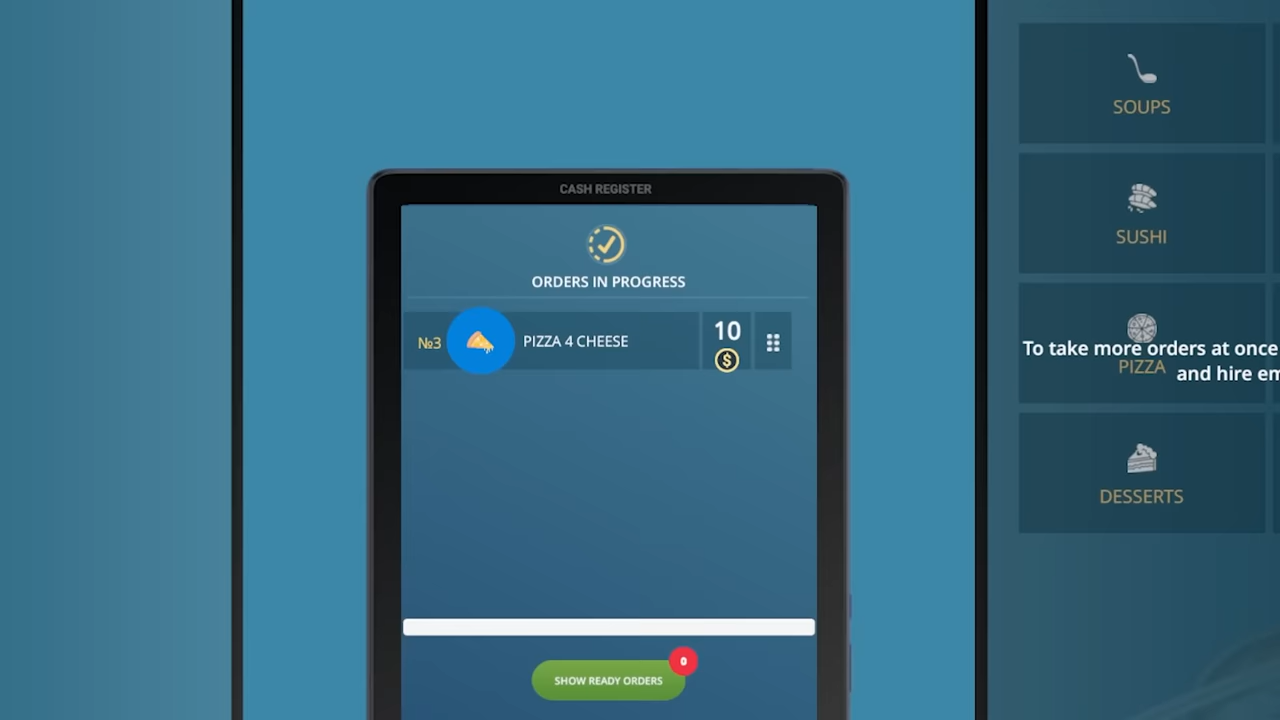 CASH REGISTER
ORDERS IN PROGRESS
№3
PIZZA 4 CHEESE
10
0
SHOW READY ORDERS
SOUPS
SUSHI
To take more orders at once
PIZZA
and hire
DESSERTS